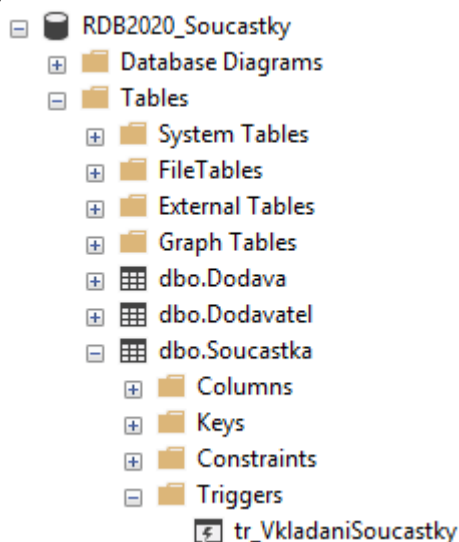 RDB2020_Soucastky
Database Diagrams
Tables
System Tables
FileTables
External Tables
Graph Tables
dbo.Dodava
dbo.Dodavatel
dbo.Soucastka
Columns
Keys
Constraints
Triggers
tr_VkladaniSoucastky